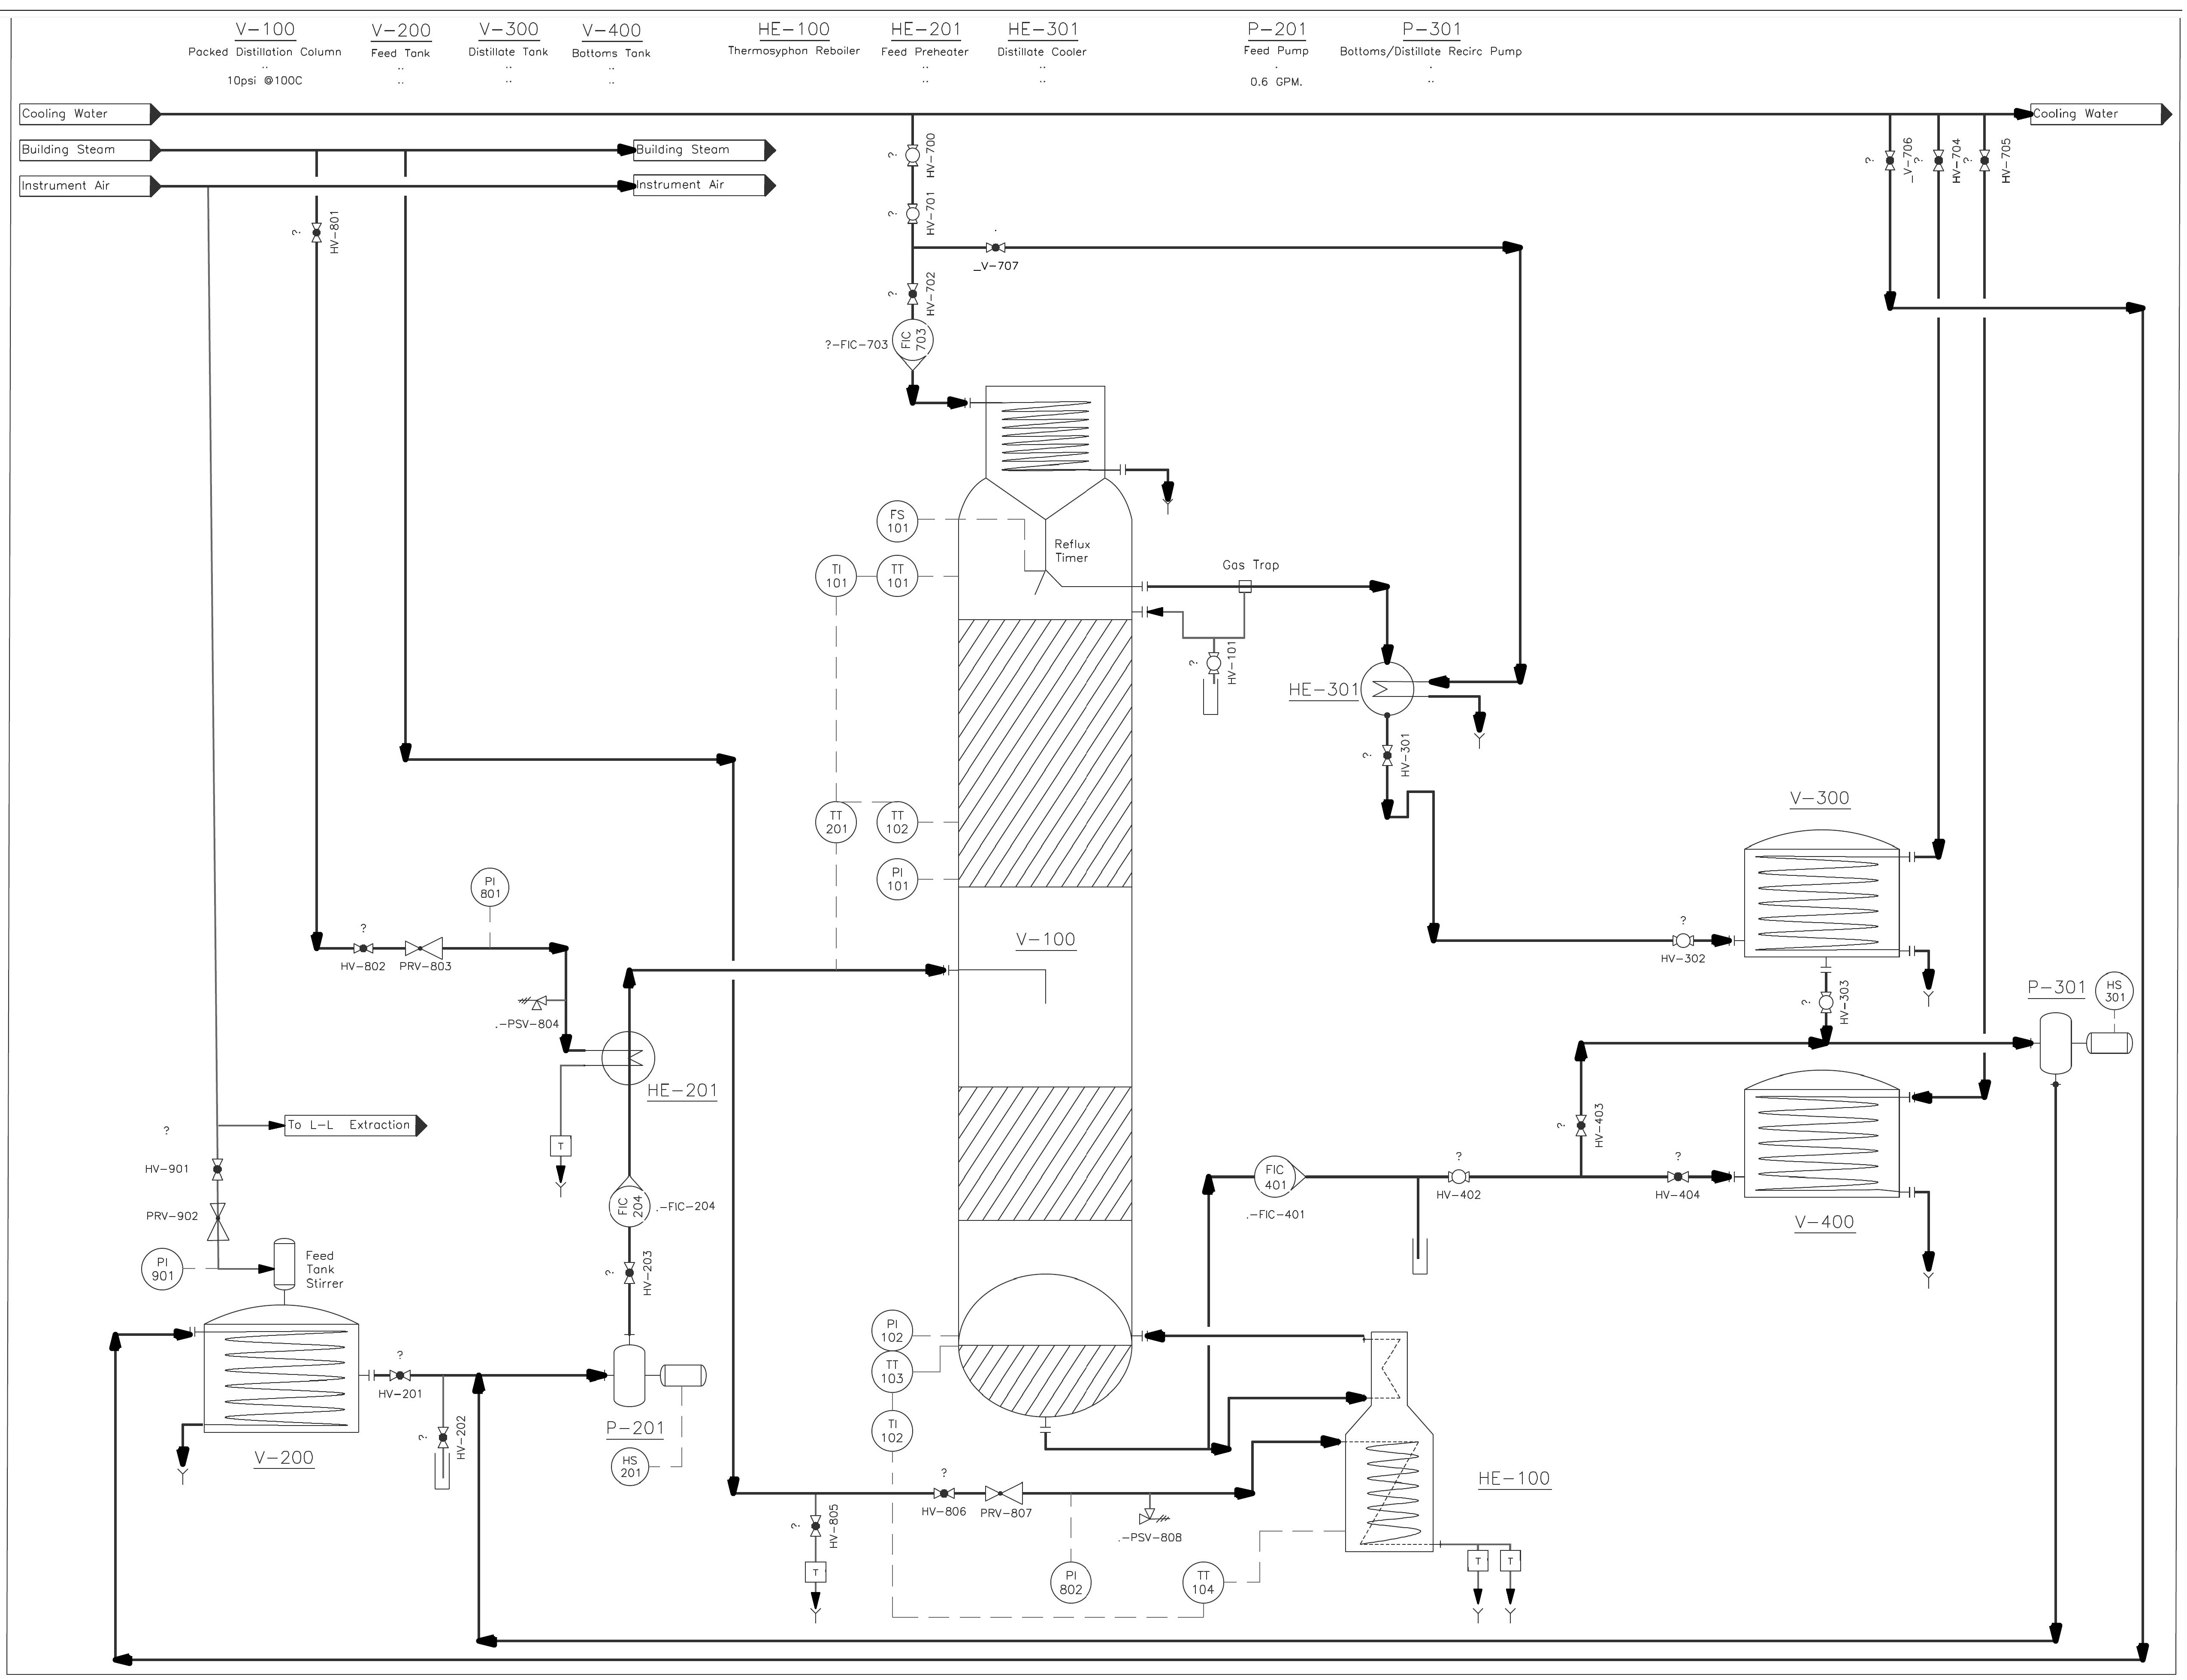 V-100
V-200
V-300
V-400
HE-100
HE-201
HE-301
P-201
P-301
Packed Distillation Column
Feed Tank
Distillate Tank
Bottoms Tank
Thermosyphon Reboiler
Feed Preheater
Distillate Cooler
Feed Pump
Bottoms/Distillate Recirc Pump
..
..
..
..
..
..
.
.
10psi @100C
..
..
..
..
..
0.6 GPM.
..
Cooling Water
Cooling Water
Building Steam
Building Steam
Instrument Air
Instrument Air
?
HV-700
?
HV-701
?
HV-801
?
_V-706
?
HV-704
?
HV-705
.
_V-707
?
HV-702
?-FIC-703
FIC
703
FS
101
Reflux
Timer
TI
101
TT
101
Gas Trap
?
HV-101
HE-301
?
HV-301
TT
201
TT
102
PI
101
V-300
PI
801
?
HV-802
PRV-803
V-100
?
HV-302
.-PSV-804
?
HV-303
P-301
HS
301
HE-201
To L-L Extraction
?
HV-901
T
?
HV-403
FIC
401
.-FIC-401
?
HV-402
?
HV-404
V-400
PRV-902
FIC
204
.-FIC-204
PI
901
Feed
Tank
Stirrer
?
HV-203
PI
102
TT
103
TI
102
?
HV-201
?
HV-202
P-201
HS
201
V-200
HE-100
?
HV-806
PRV-807
?
HV-805
.-PSV-808
T
PI
802
TT
104
T
T